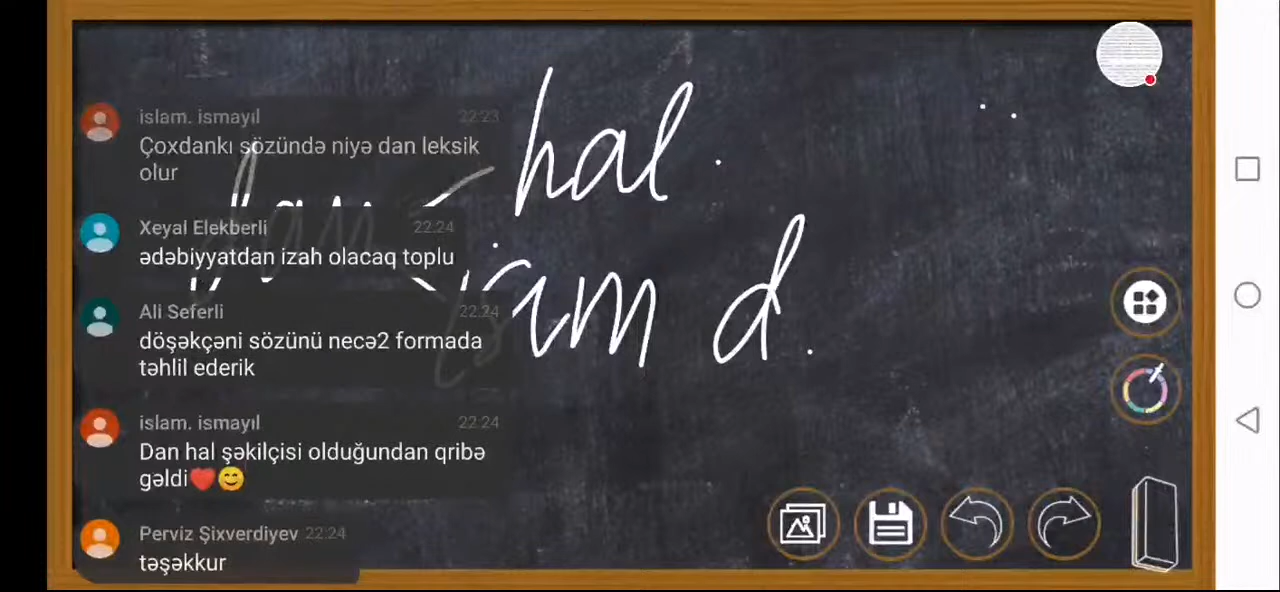 islam. ismayıl 22:23
Çoxdankı sözündə niyə dan leksik
olur
Xeyal Elekberli 22:24
ədəbiyyatdan izah olacaq toplu
Ali Seferli 22:24
döşəkçəni sözünü necə2 formada
təhlil ederik
islam. ismayıl 22:24
Dan hal şəkilçisi olduğundan qribə
gəldi❤️😊
Perviz Şixverdiyev 22:24
təşəkkur
hal.
d.